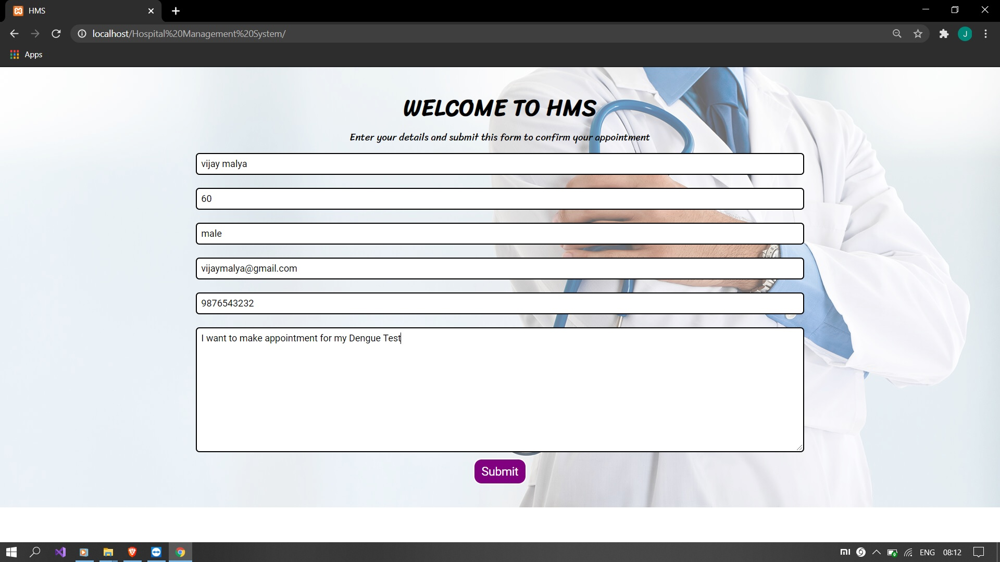 HMS
localhost/Hospital%20Management%20System/
J
Apps
WELCOME TO HMS
Enter your details and submit this form to confirm your appointment
vijay malya
60
male
vijaymalya@gmail.com
9876543232
I want to make appointment for my Dengue Test
Submit
mi ENG 08:12